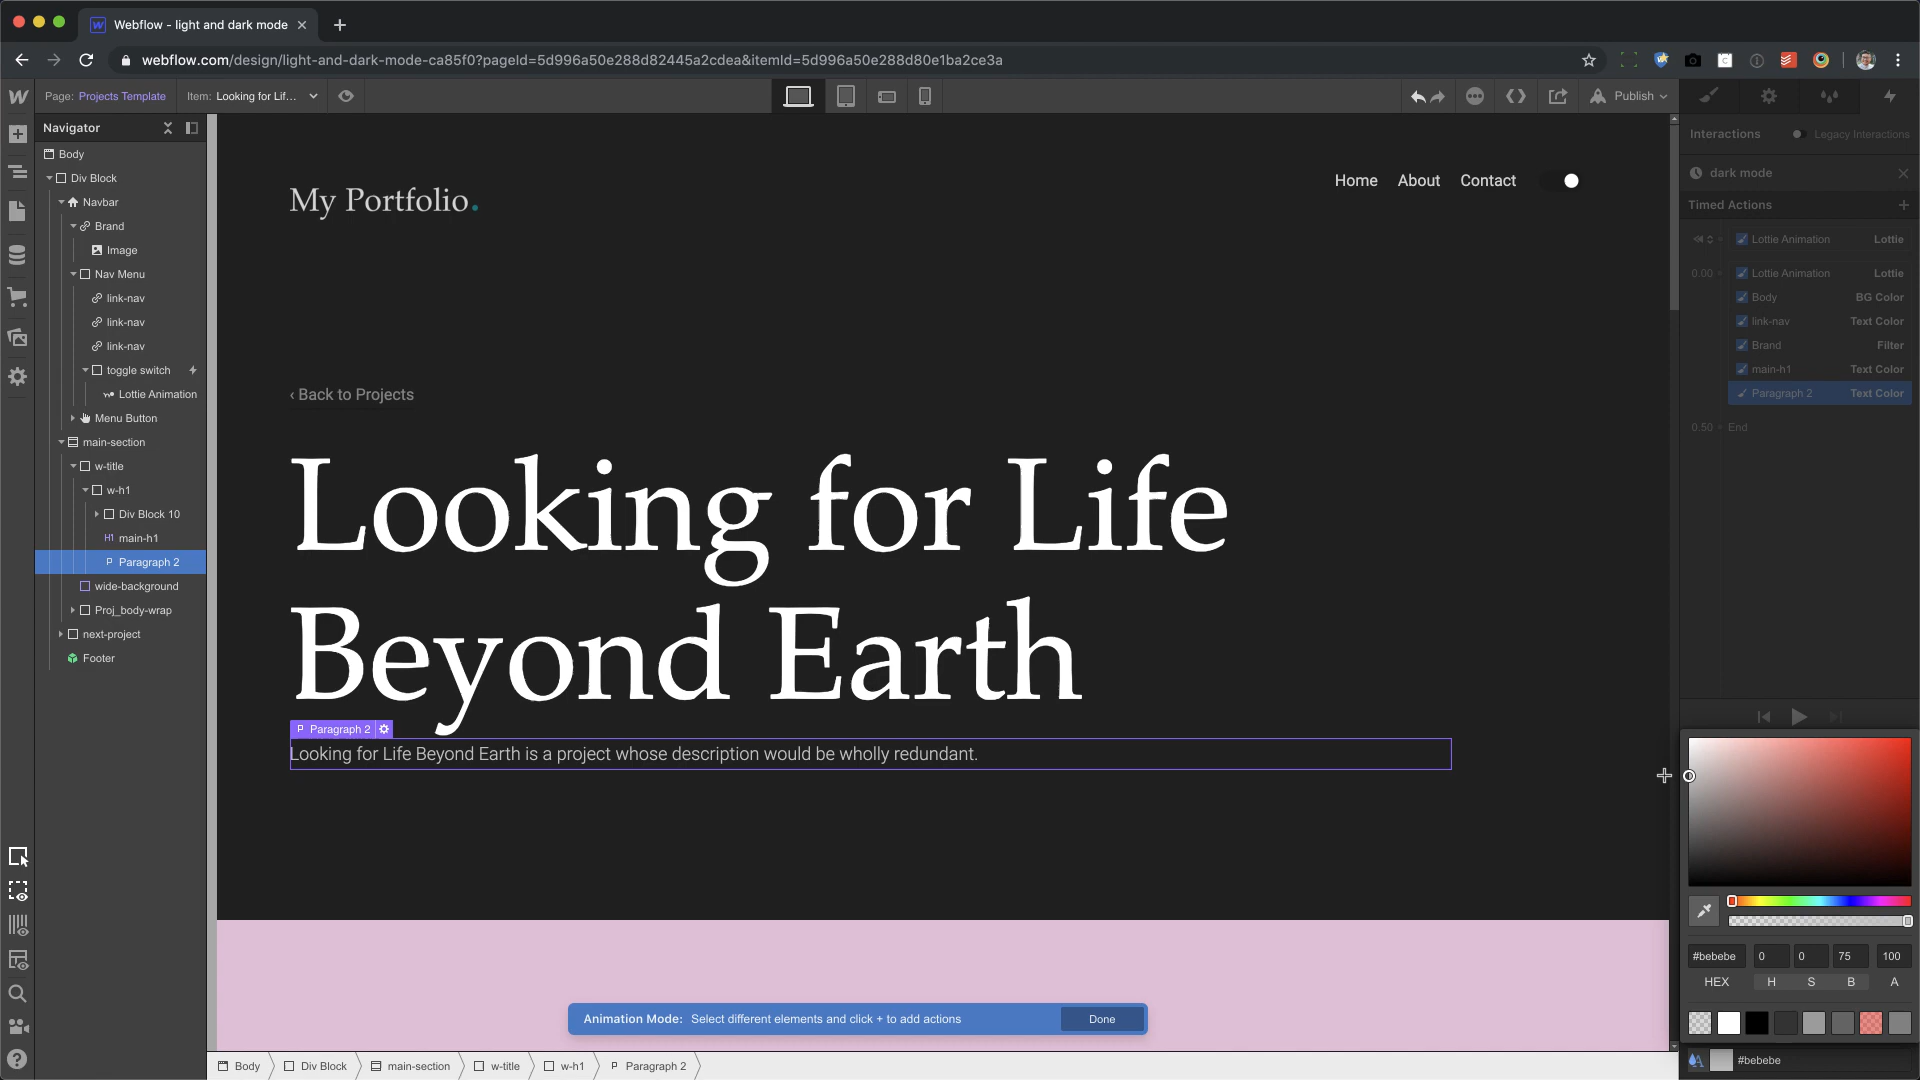 Webflow - light and dark mode
webflow.com/design/light-and-dark-mode-ca85f0?pageId=5d996a50e288d82445a2cdea&itemId=5d996a50e288d80e1ba2ce3a
Page: Projects Template
Item: Looking for Lif...
Publish
Navigator
Body
Div Block
Navbar
Brand
Image
Nav Menu
link-nav
link-nav
link-nav
toggle switch
Lottie Animation
Menu Button
main-section
w-title
w-h1
Div Block 10
H1 main-h1
P Paragraph 2
wide-background
Proj_body-wrap
next-project
Footer
My Portfolio.
Home About Contact
‹ Back to Projects
Looking for Life
Beyond Earth
P Paragraph 2
Looking for Life Beyond Earth is a project whose description would be wholly redundant.
Animation Mode: Select different elements and click + to add actions
Done
Body Div Block main-section w-title w-h1 P Paragraph 2
Interactions
Legacy Interactions
dark mode
Timed Actions
Lottie Animation Lottie
0.00 Lottie Animation Lottie
Body BG Color
link-nav Text Color
Brand Filter
main-h1 Text Color
Paragraph 2 Text Color
0.50 End
#bebebe 0 0 75 100
HEX H S B A
#bebebe